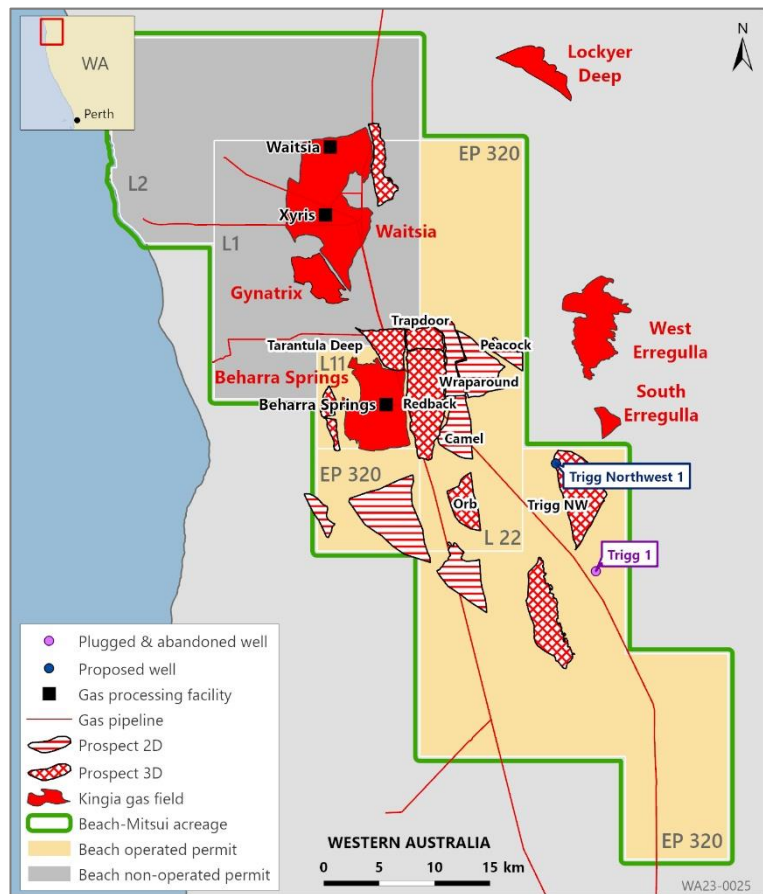 WA
Perth
N
Lockyer
Deep
EP 320
Waitsia
L2
Xyris
L1
Waitsia
Gynatrix
Trapdoor
Tarantula Deep
Peacock
West
Erregulla
L11
Beharra Springs
Wraparound
Beharra Springs
Redback
South
Erregulla
Camel
EP 320
Trigg Northwest 1
Orb
Trigg NW
L 22
Trigg 1
Plugged & abandoned well
Proposed well
Gas processing facility
Gas pipeline
Prospect 2D
Prospect 3D
Kingia gas field
Beach-Mitsui acreage
Beach operated permit
Beach non-operated permit
WESTERN AUSTRALIA
0 5 10 15 km
EP 320
WA23-0025